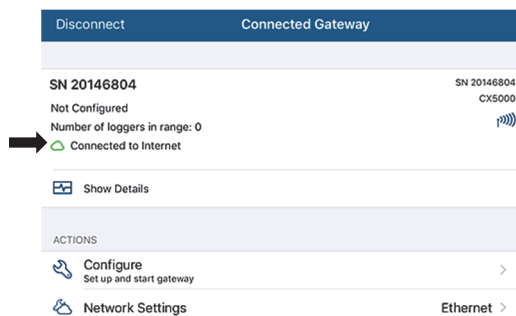 Disconnect
Connected Gateway
SN 20146804
SN 20146804
Not Configured
CX5000
Number of loggers in range: 0
Connected to Internet
Show Details
ACTIONS
Configure
Set up and start gateway
Network Settings
Ethernet